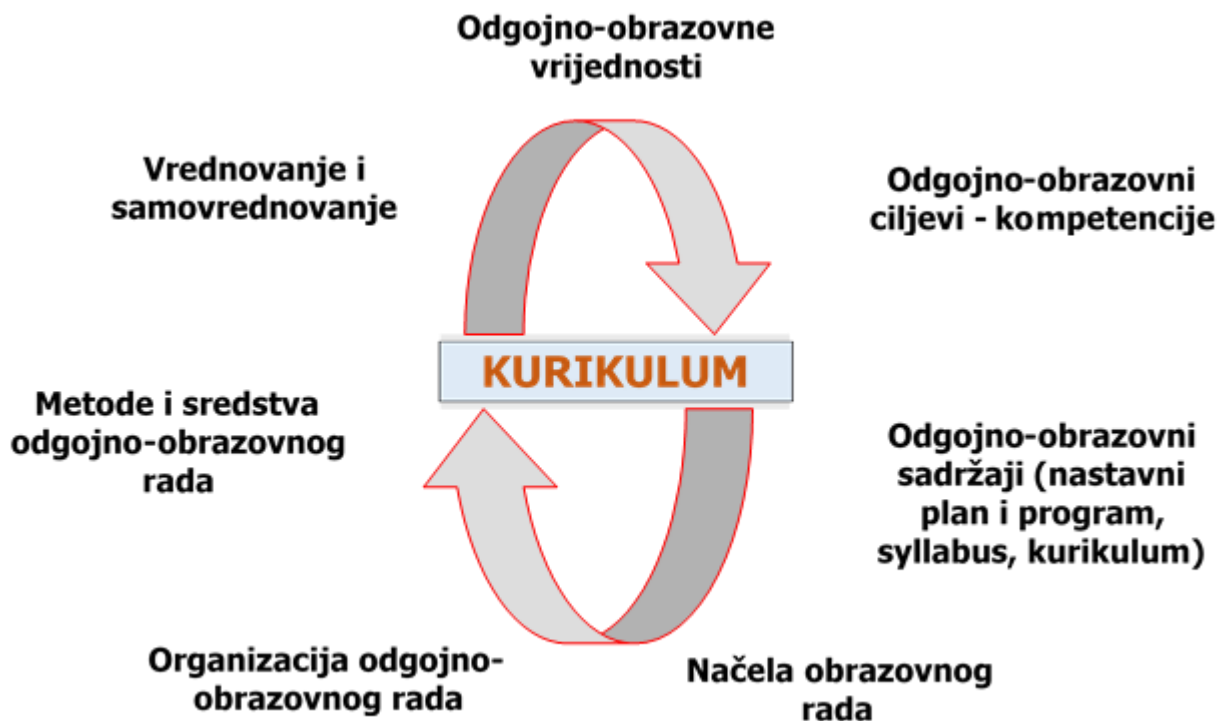 Odgojno-obrazovne
vrijednosti
Vrednovanje i
samovrednovanje
Odgojno-obrazovni
ciljevi - kompetencije
KURIKULUM
Metode i sredstva
odgojno-obrazovnog
rada
Odgojno-obrazovni
sadržaji (nastavni
plan i program,
syllabus, kurikulum)
Organizacija odgojno-
obrazovnog rada
Načela obrazovnog
rada